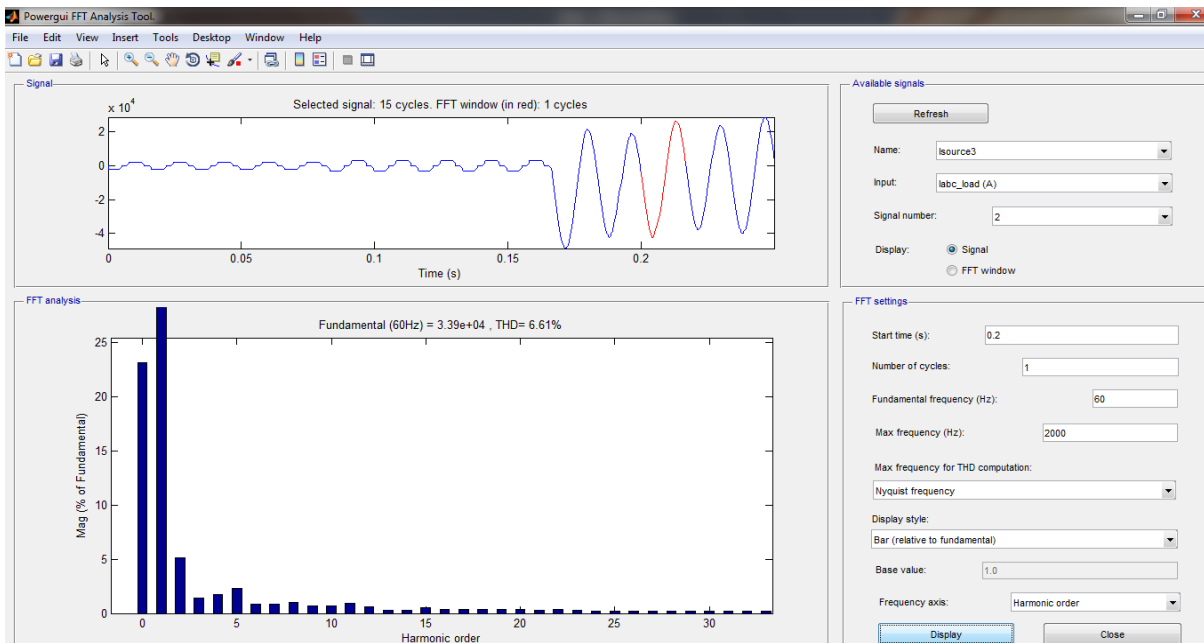 Powergui FFT Analysis Tool.
File Edit View Insert Tools Desktop Window Help
Signal
x 10^4
Selected signal: 15 cycles. FFT window (in red): 1 cycles
2
0
-2
-4
0 0.05 0.1 0.15 0.2
Time (s)
FFT analysis
Fundamental (60Hz) = 3.39e+04 , THD= 6.61%
25
20
15
10
5
0
Mag (% of Fundamental)
0 5 10 15 20 25 30
Harmonic order
Available signals
Refresh
Name: Isource3
Input: Iabc_load (A)
Signal number: 2
Display: Signal
FFT window
FFT settings
Start time (s): 0.2
Number of cycles: 1
Fundamental frequency (Hz): 60
Max frequency (Hz): 2000
Max frequency for THD computation:
Nyquist frequency
Display style:
Bar (relative to fundamental)
Base value: 1.0
Frequency axis: Harmonic order
Display Close